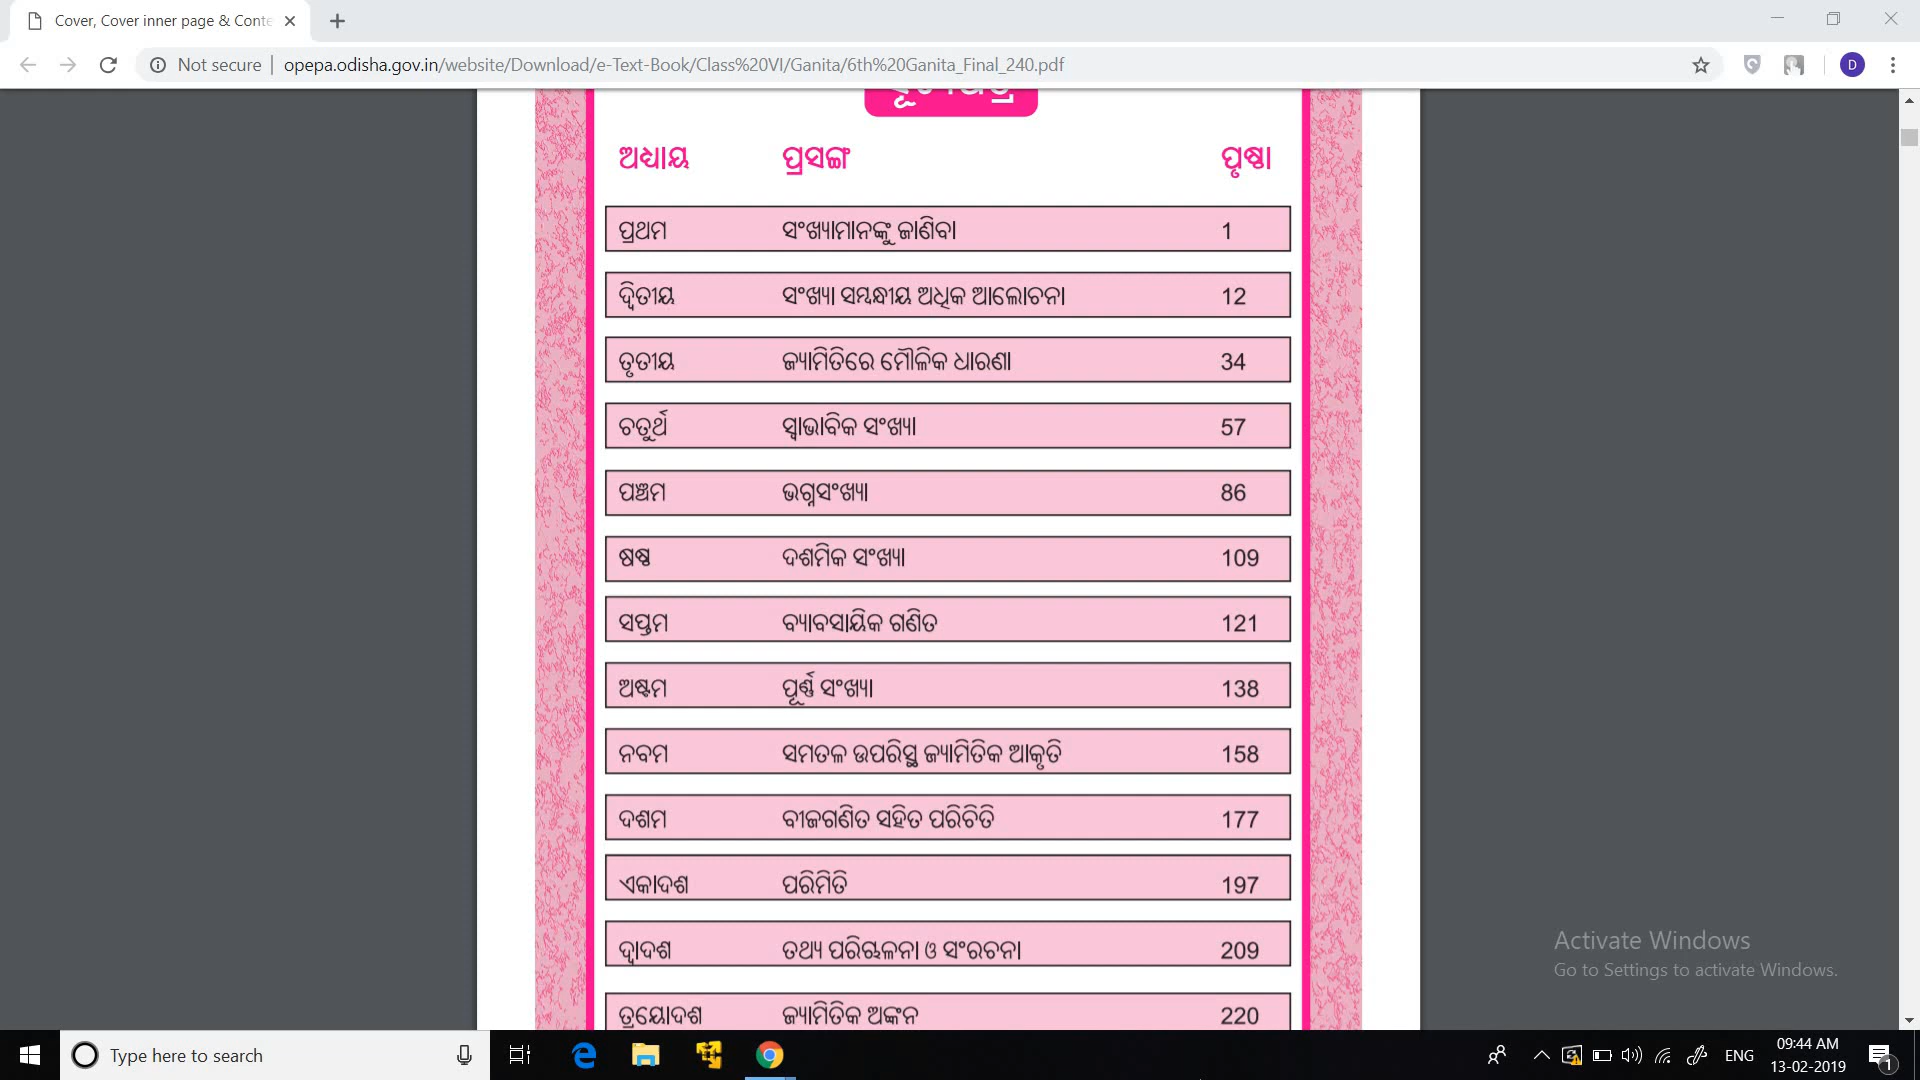 Cover, Cover inner page & Conte
Not secure | opepa.odisha.gov.in/website/Download/e-Text-Book/Class%20VI/Ganita/6th%20Ganita_Final_240.pdf
D
ଅଧ୍ୟାୟ ପ୍ରସଙ୍ଗ ପୃଷ୍ଠା
ପ୍ରଥମ ସଂଖ୍ୟାମାନଙ୍କୁ ଜାଣିବା 1
ଦ୍ୱିତୀୟ ସଂଖ୍ୟା ସମ୍ବନ୍ଧୀୟ ଅଧିକ ଆଲୋଚନା 12
ତୃତୀୟ ଜ୍ୟାମିତିରେ ମୌଳିକ ଧାରଣା 34
ଚତୁର୍ଥ ସ୍ୱାଭାବିକ ସଂଖ୍ୟା 57
ପଞ୍ଚମ ଭଗ୍ନସଂଖ୍ୟା 86
ଷଷ୍ଠ ଦଶମିକ ସଂଖ୍ୟା 109
ସପ୍ତମ ବ୍ୟାବସାୟିକ ଗଣିତ 121
ଅଷ୍ଟମ ପୂର୍ଣ୍ଣ ସଂଖ୍ୟା 138
ନବମ ସମତଳ ଉପରିସ୍ଥ ଜ୍ୟାମିତିକ ଆକୃତି 158
ଦଶମ ବୀଜଗଣିତ ସହିତ ପରିଚିତି 177
ଏକାଦଶ ପରିମିତି 197
ଦ୍ୱାଦଶ ତଥ୍ୟ ପରିଚାଳନା ଓ ସଂରଚନା 209
ତ୍ରୟୋଦଶ ଜ୍ୟାମିତିକ ଅଙ୍କନ 220
Activate Windows
Go to Settings to activate Windows.
Type here to search
ENG
09:44 AM
13-02-2019
1